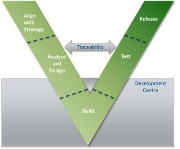 Align
with
Strategy
Release
Traceability
Analyse
and
Design
Test
Development
Centre
Build